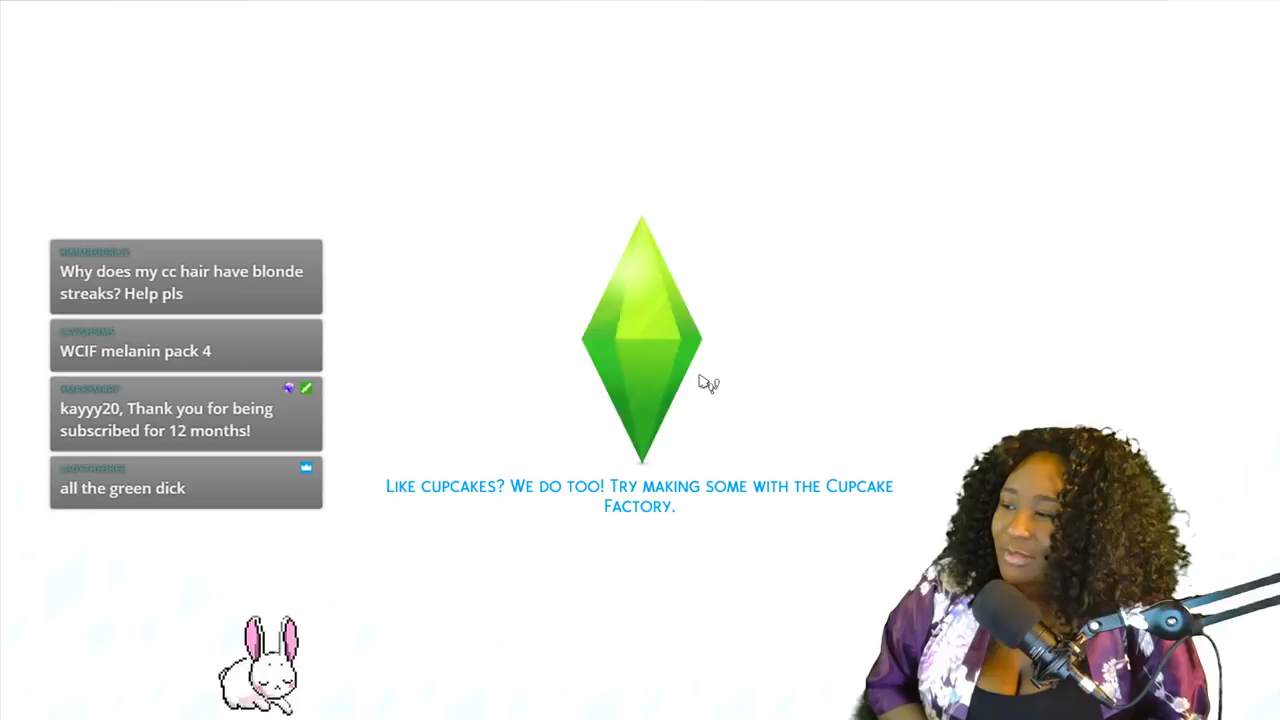 Why does my cc hair have blonde
streaks? Help pls
LAVISHSIMS
WCIF melanin pack 4
kayyy20, Thank you for being
subscribed for 12 months!
all the green dick
LIKE CUPCAKES? WE DO TOO! TRY MAKING SOME WITH THE CUPCAKE
FACTORY.